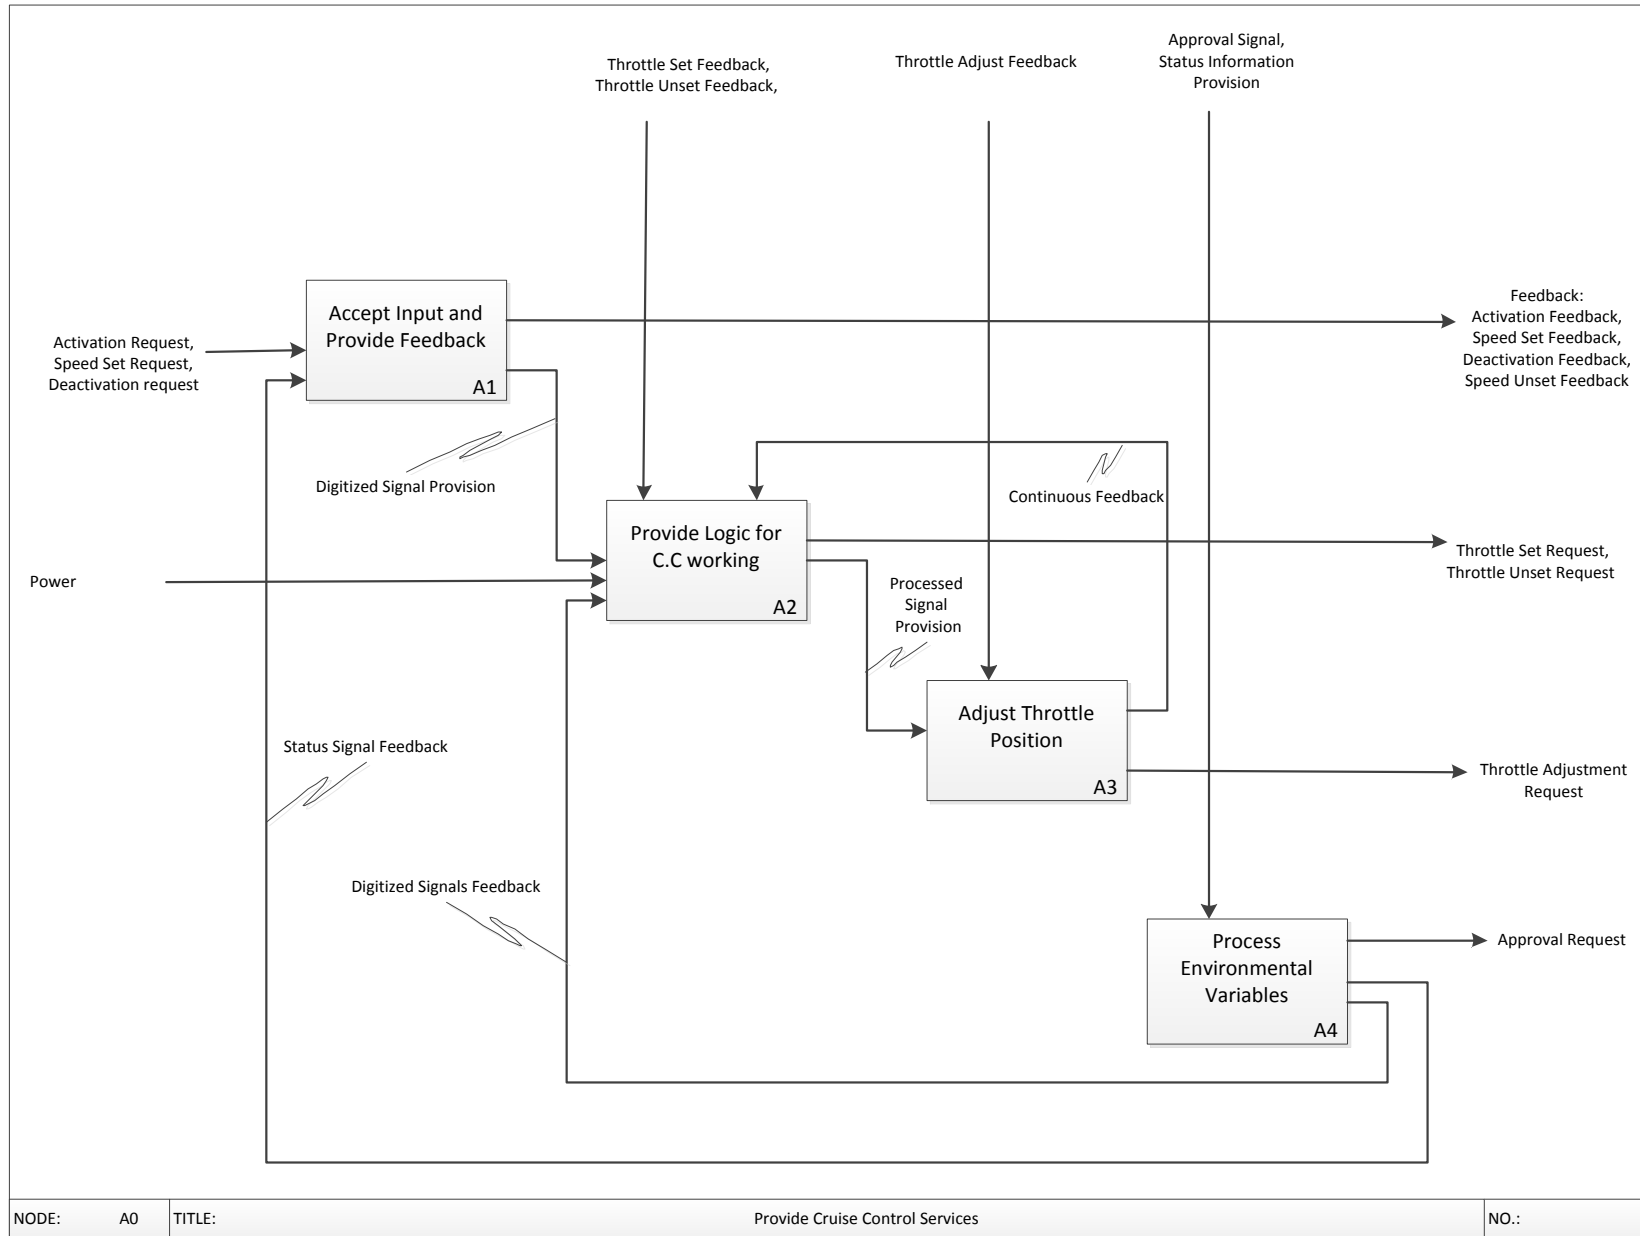 Throttle Set Feedback,
Throttle Unset Feedback,
Throttle Adjust Feedback
Approval Signal,
Status Information
Provision
Accept Input and
Provide Feedback
A1
Activation Request,
Speed Set Request,
Deactivation request
Feedback:
Activation Feedback,
Speed Set Feedback,
Deactivation Feedback,
Speed Unset Feedback
Digitized Signal Provision
Continuous Feedback
Provide Logic for
C.C working
A2
Power
Throttle Set Request,
Throttle Unset Request
Processed
Signal
Provision
Adjust Throttle
Position
A3
Status Signal Feedback
Throttle Adjustment
Request
Digitized Signals Feedback
Process
Environmental
Variables
A4
Approval Request
NODE: A0 TITLE: Provide Cruise Control Services NO.: